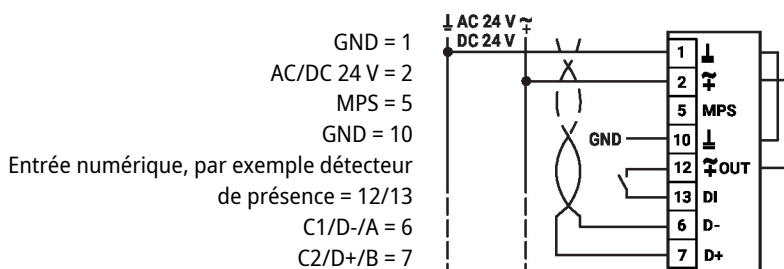 GND = 1
AC/DC 24 V = 2
MPS = 5
GND = 10
Entrée numérique, par exemple détecteur
de présence = 12/13
C1/D-/A = 6
C2/D+/B = 7
⊥ AC 24 V ~
DC 24 V +
1 ⊥
2 ~+
5 MPS
GND 10 ⊥
12 ~+ OUT
13 DI
6 D-
7 D+